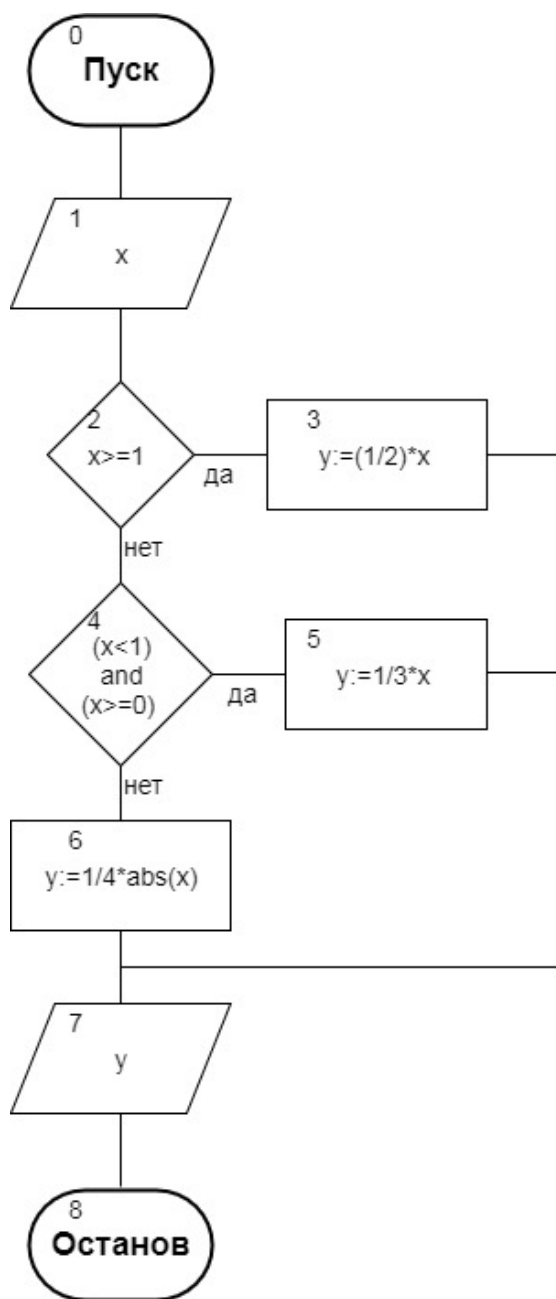 0
Пуск
1
x
2
x>=1
да
3
y:=(1/2)*x
нет
4
(x<1)
and
(x>=0)
да
5
y:=1/3*x
нет
6
y:=1/4*abs(x)
7
y
8
Останов